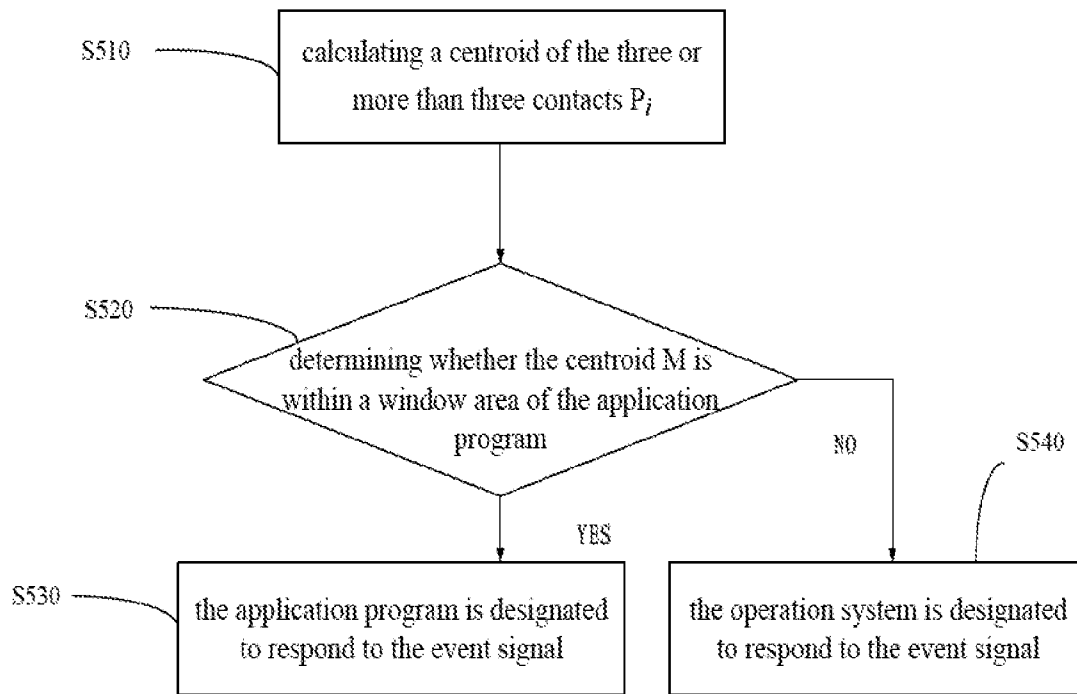 S510
calculating a centroid of the three or
more than three contacts Pi
S520
determining whether the centroid M is
within a window area of the application
program
NO
S540
YES
S530
the application program is designated
to respond to the event signal
the operation system is designated
to respond to the event signal